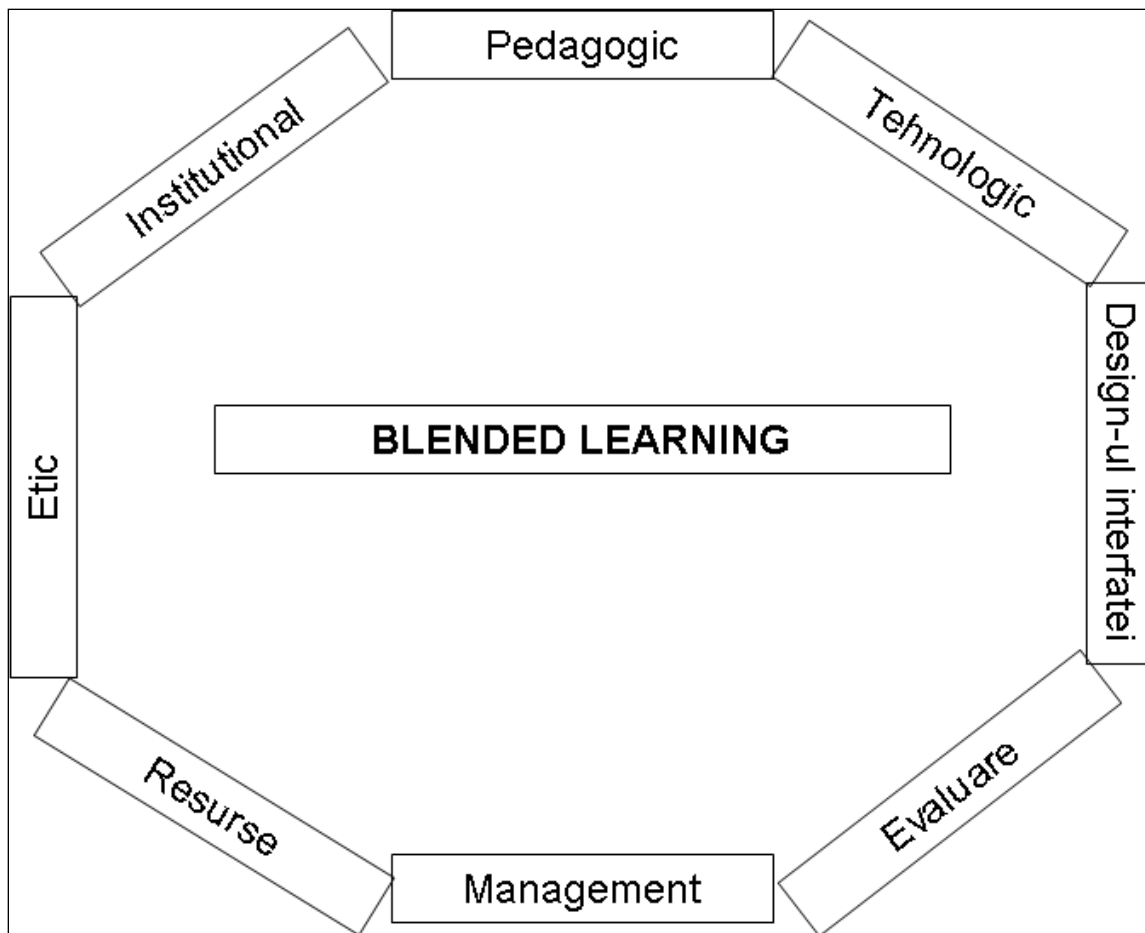 Pedagogic
Institutional
Tehnologic
Etic
BLENDED LEARNING
Design-ul interfatei
Resurse
Evaluare
Management